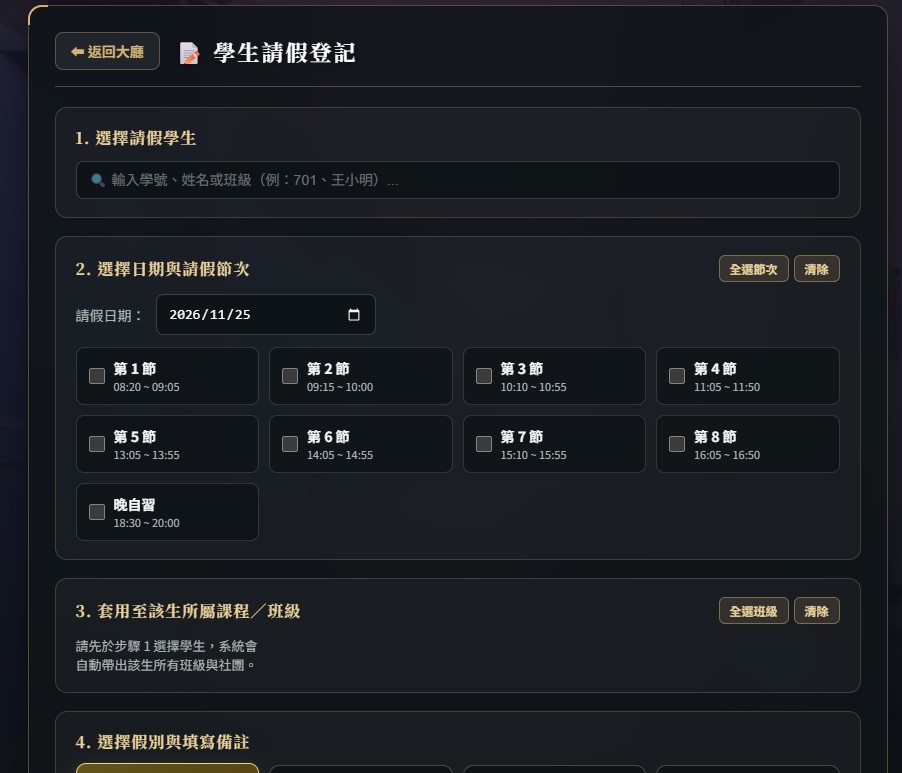 ⬅ 返回大廳
學生請假登記
1. 選擇請假學生
輸入學號、姓名或班級（例：701、王小明）...
2. 選擇日期與請假節次
全選節次
清除
請假日期：
2026/11/25
第 1 節
08:20 ~ 09:05
第 2 節
09:15 ~ 10:00
第 3 節
10:10 ~ 10:55
第 4 節
11:05 ~ 11:50
第 5 節
13:05 ~ 13:55
第 6 節
14:05 ~ 14:55
第 7 節
15:10 ~ 15:55
第 8 節
16:05 ~ 16:50
晚自習
18:30 ~ 20:00
3. 套用至該生所屬課程／班級
全選班級
清除
請先於步驟 1 選擇學生，系統會
自動帶出該生所有班級與社團。
4. 選擇假別與填寫備註